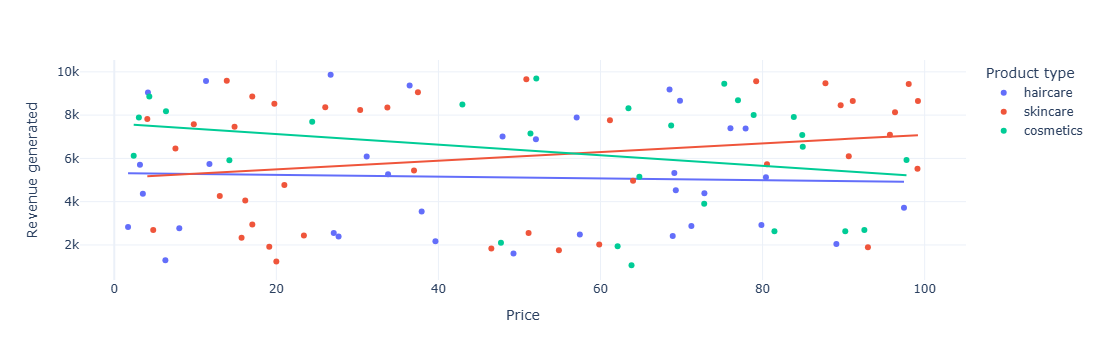 10k
8k
6k
4k
2k
Revenue generated
0
20
40
60
80
100
Price
Product type
haircare
skincare
cosmetics